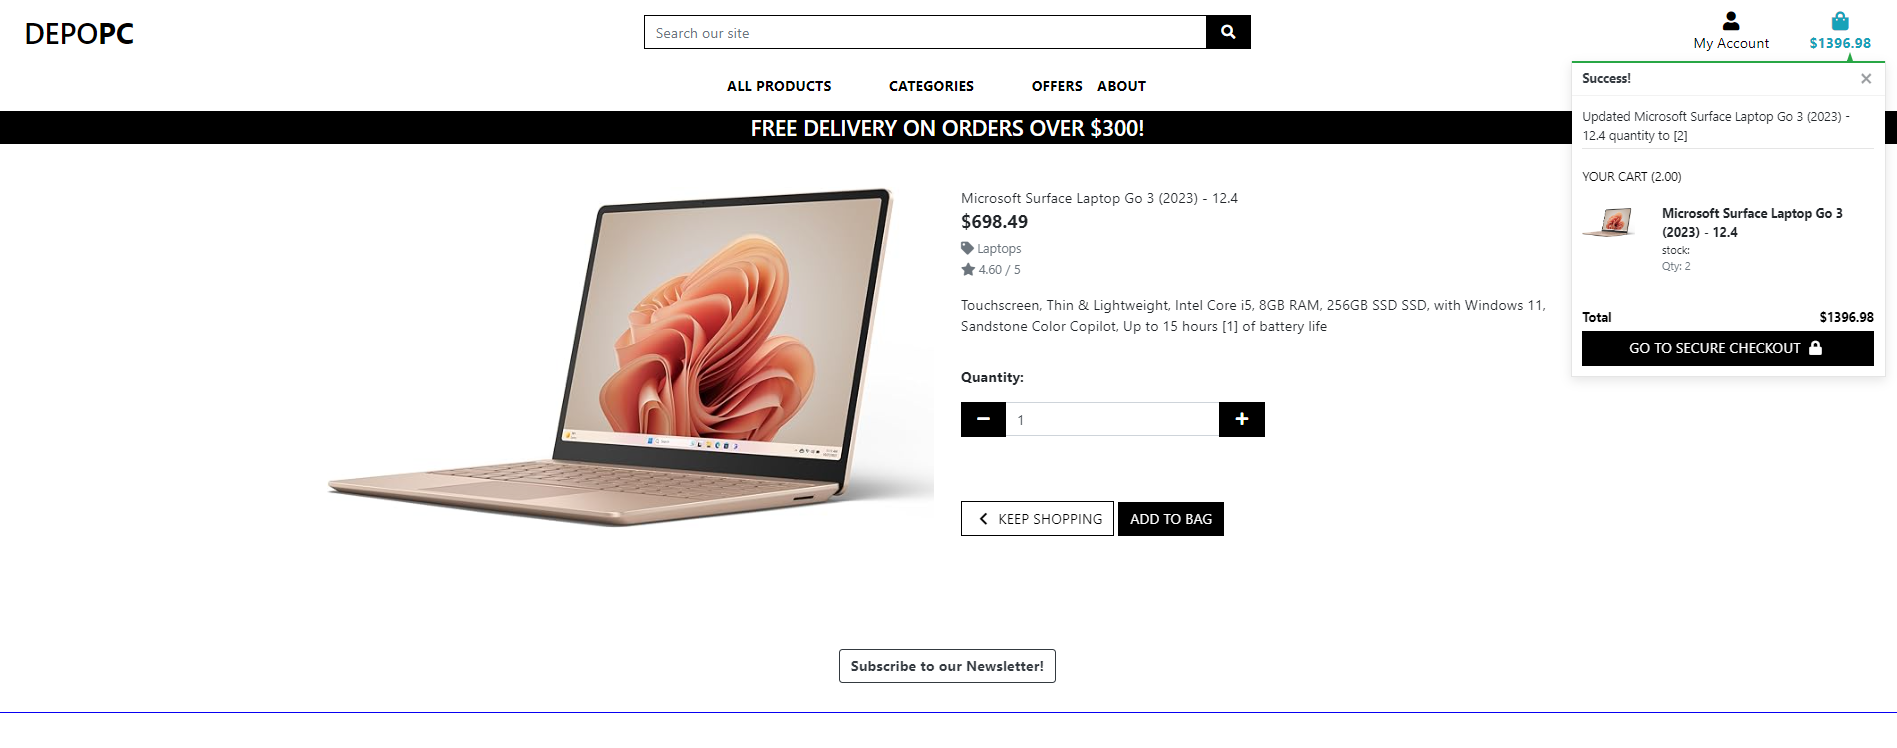 DEPOPC
Search our site
My Account
$1396.98
ALL PRODUCTS
CATEGORIES
OFFERS
ABOUT
FREE DELIVERY ON ORDERS OVER $300!
Success!
×
Updated Microsoft Surface Laptop Go 3 (2023) -
12.4 quantity to [2]
YOUR CART (2.00)
Microsoft Surface Laptop Go 3
(2023) - 12.4
stock:
Qty: 2
Total
$1396.98
GO TO SECURE CHECKOUT
Microsoft Surface Laptop Go 3 (2023) - 12.4
$698.49
Laptops
4.60 / 5
Touchscreen, Thin & Lightweight, Intel Core i5, 8GB RAM, 256GB SSD SSD, with Windows 11,
Sandstone Color Copilot, Up to 15 hours [1] of battery life
Quantity:
1
KEEP SHOPPING
ADD TO BAG
Subscribe to our Newsletter!